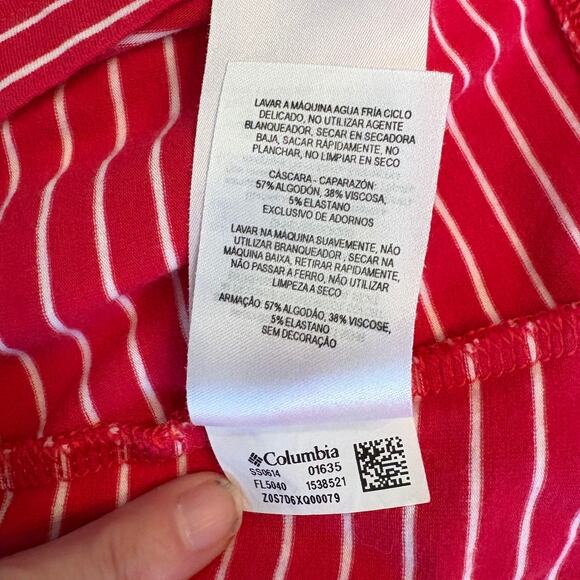 LAVAR A MÁQUINA AGUA FRÍA CICLO
DELICADO, NO UTILIZAR AGENTE
BLANQUEADOR, SECAR EN SECADORA
BAJA, SACAR RÁPIDAMENTE, NO
PLANCHAR, NO LIMPIAR EN SECO
CÁSCARA - CAPARAZÓN:
57% ALGODÓN, 38% VISCOSA,
5% ELASTANO
EXCLUSIVO DE ADORNOS
LAVAR NA MÁQUINA SUAVEMENTE, NÃO
UTILIZAR BRANQUEADOR , SECAR NA
MÁQUINA BAIXA, RETIRAR RÁPIDAMENTE,
NÃO PASSAR A FERRO, NÃO UTILIZAR
LIMPEZA A SECO
ARMAÇÃO: 57% ALGODÃO, 38% VISCOSE,
5% ELASTANO
SEM DECORAÇÃO
Columbia
SS0614 01635
FL5040 1538521
Z0S7D6XQ00079